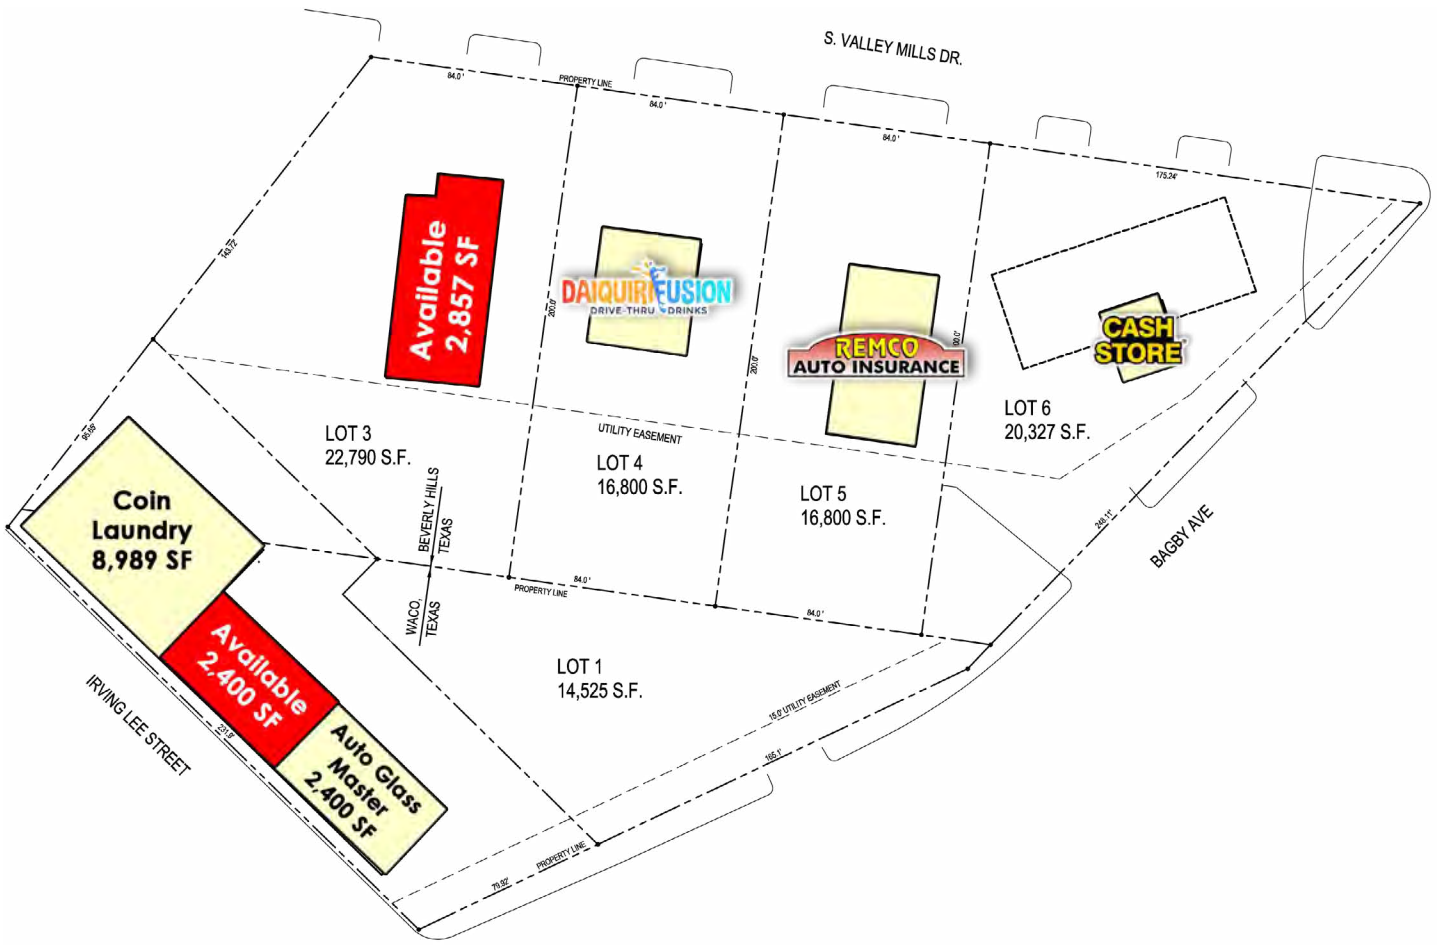 S. VALLEY MILLS DR.
84.0'
PROPERTY LINE
84.0'
84.0'
175.24'
143.72'
Available
2,857 SF
200.0'
DAIQUIRI FUSION
DRIVE-THRU DRINKS
200.0'
REMCO
AUTO INSURANCE
00.0'
CASH
STORE
95.65'
LOT 3
22,790 S.F.
UTILITY EASEMENT
LOT 4
16,800 S.F.
LOT 5
16,800 S.F.
LOT 6
20,327 S.F.
Coin
Laundry
8,989 SF
BEVERLY HILLS
TEXAS
WACO,
TEXAS
248.11'
BAGBY AVE
PROPERTY LINE
84.0'
84.0'
Available
2,400 SF
LOT 1
14,525 S.F.
15.0' UTILITY EASEMENT
IRVING LEE STREET
231.9'
Auto Glass
Master
2,400 SF
165.1'
PROPERTY LINE
79.92'